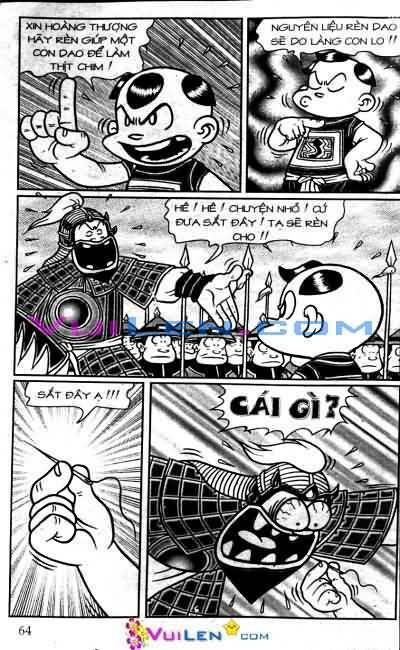 XIN HOÀNG THƯỢNG
HÃY RÈN GIÚP MỘT
CON DAO ĐỂ LÀM
THỊT CHIM !
NGUYÊN LIỆU RÈN DAO
SẼ DO LÀNG CON LO !!
HÉ ! HÉ ! CHUYỆN NHỎ ! CỨ
ĐƯA SẮT ĐÂY ! TA SẼ RÈN
CHO !!
VUILEN.COM
SẮT ĐÂY Ạ !!!
CÁI GÌ?
64
VUILEN.COM